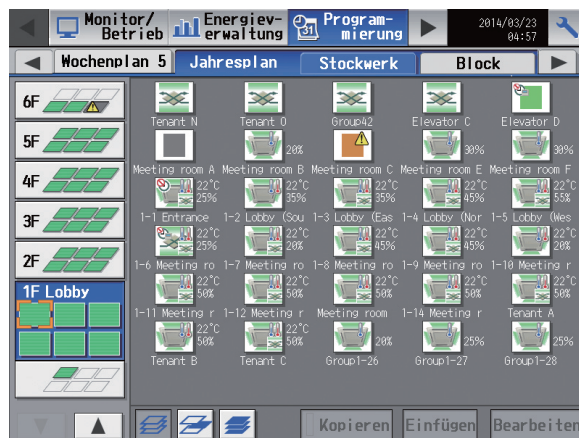 Monitor/ Betrieb
Energiev- erwaltung
31
Program- mierung
2014/03/23
04:57
Wochenplan 5
Jahresplan
Stockwerk
Block
6F
5F
4F
3F
2F
1F Lobby
Tenant N Tenant O Group42 Elevator C Elevator D
20% 30% 30%
Meeting room A Meeting room B Meeting room C Meeting room E Meeting room F
22°C 22°C 22°C 22°C 22°C
25% 35% 35% 45% 55%
1-1 Entrance 1-2 Lobby (Sou 1-3 Lobby (Eas 1-4 Lobby (Nor 1-5 Lobby (Wes
22°C 22°C 22°C 22°C 22°C
25% 20% 45% 45% 20%
1-6 Meeting ro 1-7 Meeting ro 1-8 Meeting ro 1-9 Meeting ro 1-10 Meeting r
22°C 22°C 22°C 22°C 22°C
50% 50% 50% 50% 50%
1-11 Meeting r 1-12 Meeting r Meeting room 1-14 Meeting r Tenant A
22°C 22°C
50% 50% 20% 25% 25%
Tenant B Tenant C Group1-26 Group1-27 Group1-28
Kopieren
Einfügen
Bearbeiten